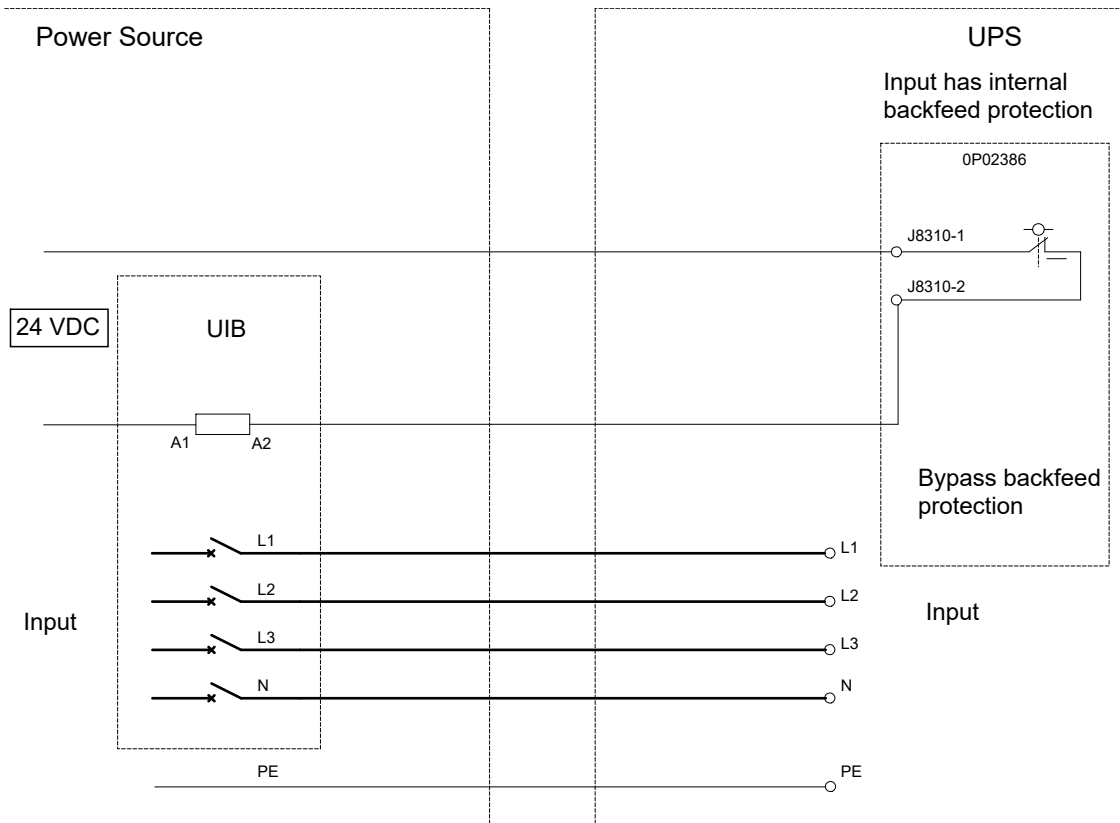 Power Source
UPS
Input has internal
backfeed protection
0P02386
J8310-1
J8310-2
24 VDC
UIB
A1
A2
Bypass backfeed
protection
L1
L1
L2
L2
Input
Input
L3
L3
N
N
PE
PE